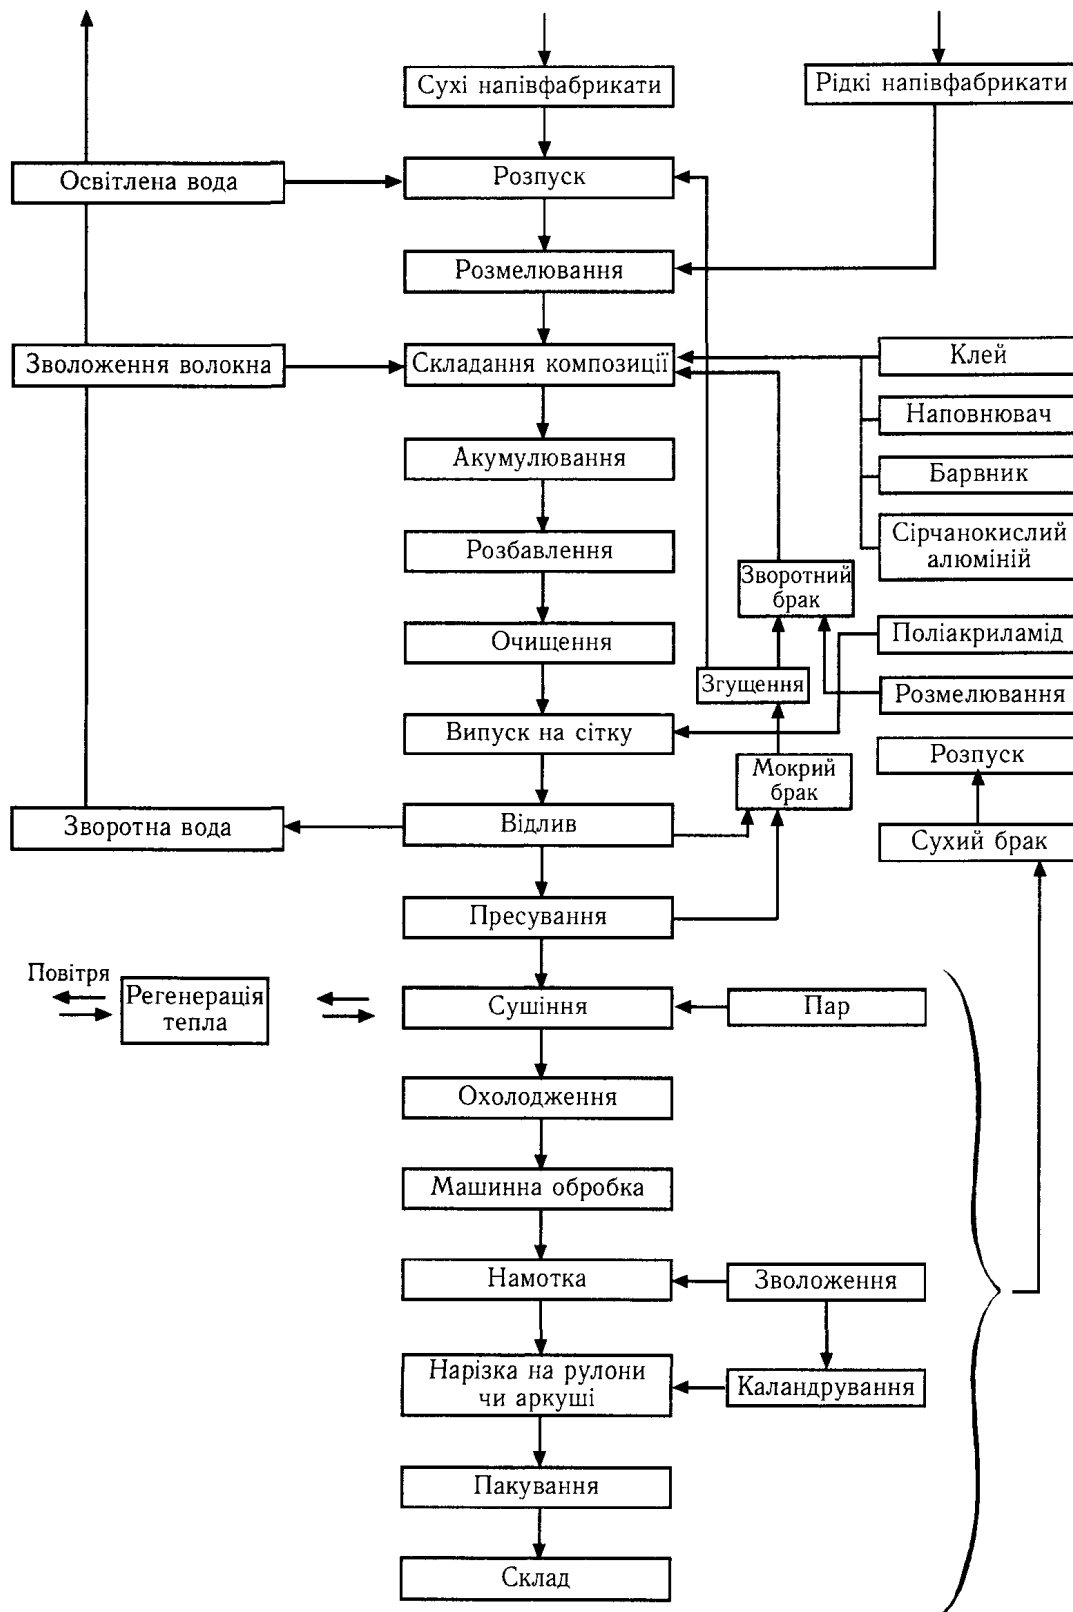 Сухі напівфабрикати
Рідкі напівфабрикати
Освітлена вода
Розпуск
Розмелювання
Зволоження волокна
Складання композиції
Клей
Наповнювач
Акумулювання
Барвник
Сірчанокислий
алюміній
Розбавлення
Зворотний
брак
Очищення
Поліакриламід
Згущення
Розмелювання
Випуск на сітку
Розпуск
Мокрий
брак
Зворотна вода
Відлив
Сухий брак
Пресування
Повітря
Регенерація
тепла
Сушіння
Пар
Охолодження
Машинна обробка
Намотка
Зволоження
Нарізка на рулони
чи аркуші
Каландрування
Пакування
Склад